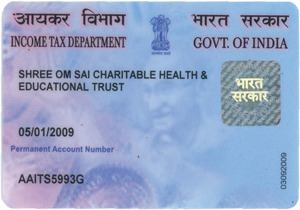 आयकर विभाग
भारत सरकार
INCOME TAX DEPARTMENT
GOVT. OF INDIA
SHREE OM SAI CHARITABLE HEALTH &
EDUCATIONAL TRUST
भारत
सरकार
05/01/2009
Permanent Account Number
AAITS5993G
03092009